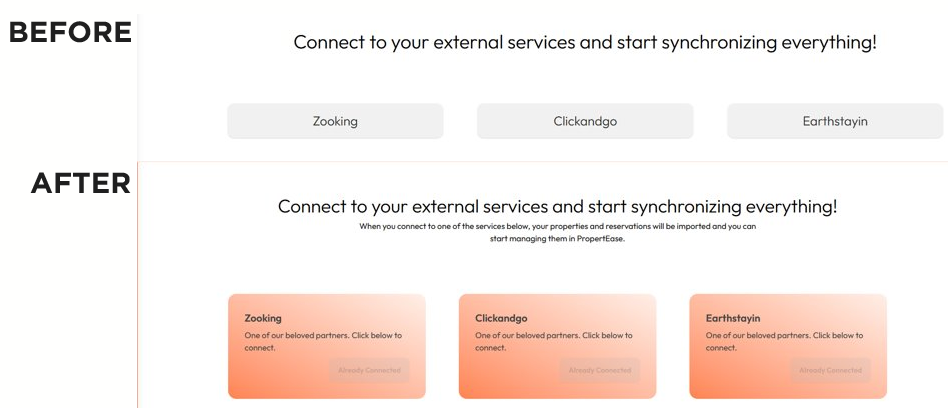 BEFORE
Connect to your external services and start synchronizing everything!
Zooking
Clickandgo
Earthstayin
AFTER
Connect to your external services and start synchronizing everything!
When you connect to one of the services below, your properties and reservations will be imported and you can
start managing them in PropertEase.
Zooking
One of our beloved partners. Click below to
connect.
Already Connected
Clickandgo
One of our beloved partners. Click below to
connect.
Already Connected
Earthstayin
One of our beloved partners. Click below to
connect.
Already Connected